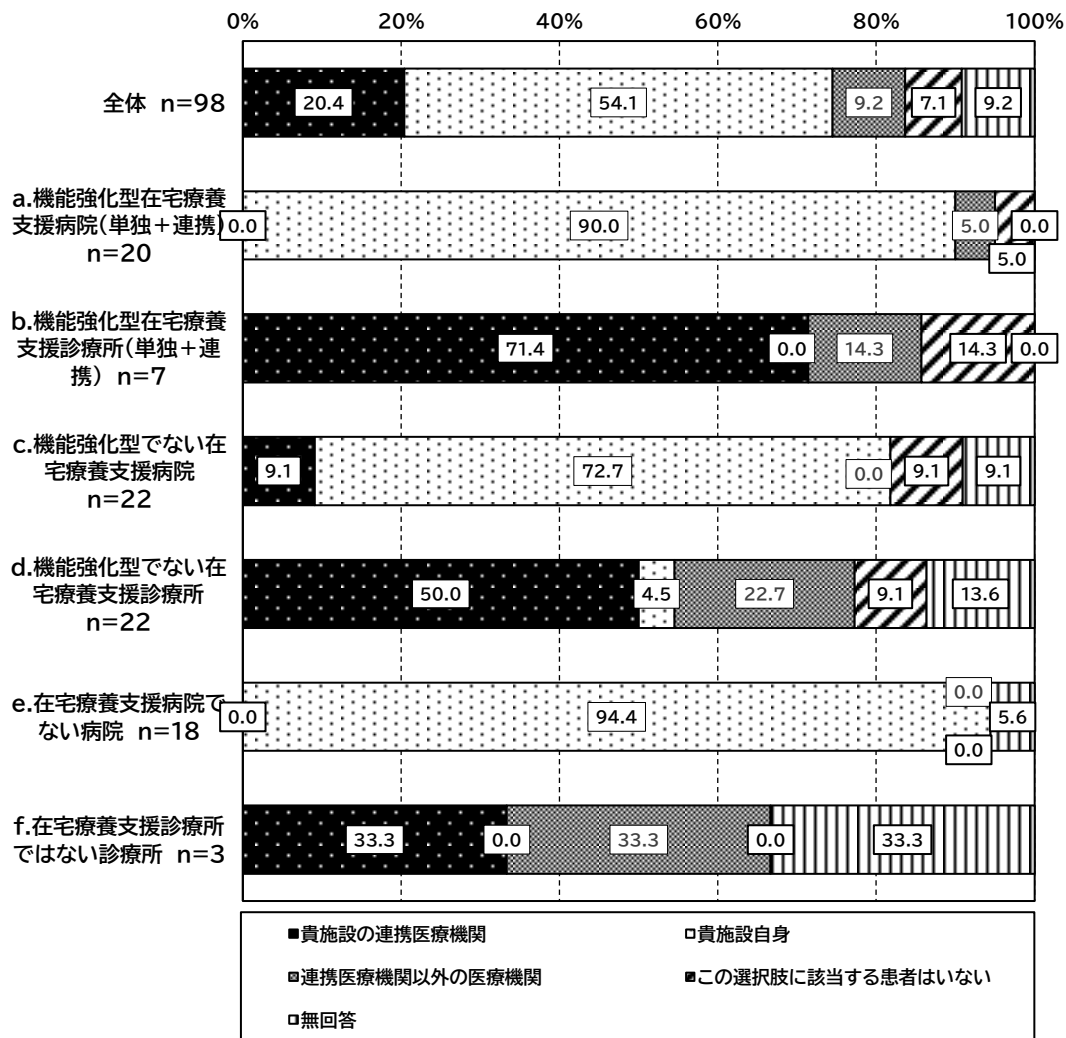 0% 20% 40% 60% 80% 100%
全体 n=98
20.4 54.1 9.2 7.1 9.2
a.機能強化型在宅療養
支援病院(単独+連携)
n=20
0.0 90.0 5.0 5.0 0.0
b.機能強化型在宅療養
支援診療所(単独+連
携) n=7
71.4 0.0 14.3 14.3 0.0
c.機能強化型でない在
宅療養支援病院
n=22
9.1 72.7 0.0 9.1 9.1
d.機能強化型でない在
宅療養支援診療所
n=22
50.0 4.5 22.7 9.1 13.6
e.在宅療養支援病院で
ない病院 n=18
0.0 94.4 0.0 0.0 5.6
f.在宅療養支援診療所
ではない診療所 n=3
33.3 0.0 33.3 0.0 33.3
貴施設の連携医療機関 貴施設自身
連携医療機関以外の医療機関 この選択肢に該当する患者はいない
無回答